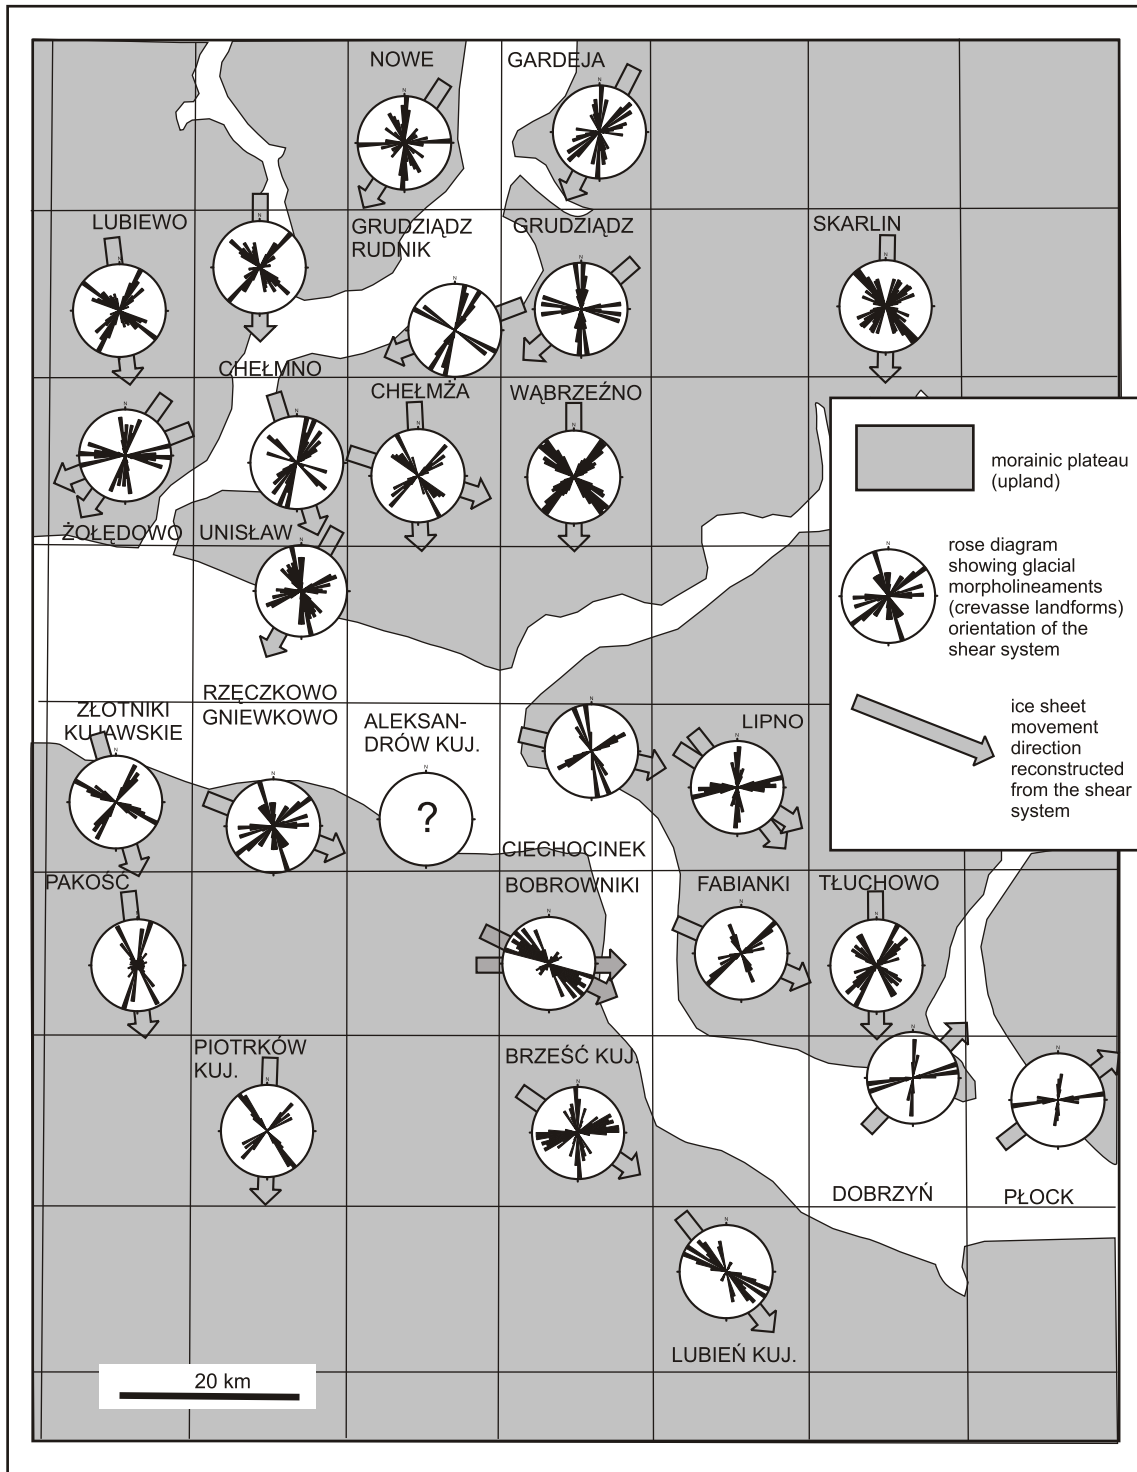 NOWE
GARDEJA
LUBIEWO
GRUDZIĄDZ
RUDNIK
GRUDZIĄDZ
SKARLIN
CHEŁMNO
CHEŁMŻA
WĄBRZEŹNO
ŻOŁĘDOWO
UNISŁAW
RZĘCZKOWO
ZŁOTNIKI
KUJAWSKIE
GNIEWKOWO
ALEKSAN-
DRÓW KUJ.
?
LIPNO
CIECHOCINEK
PAKOŚĆ
BOBROWNIKI
FABIANKI
TŁUCHOWO
PIOTRKÓW
KUJ.
BRZEŚĆ KUJ.
DOBRZYŃ
PŁOCK
LUBIEŃ KUJ.
20 km
morainic plateau
(upland)
rose diagram
showing glacial
morpholineaments
(crevasse landforms)
orientation of the
shear system
ice sheet
movement
direction
reconstructed
from the shear
system